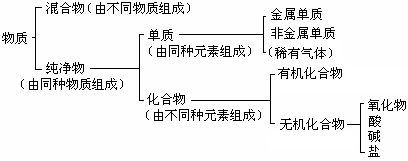 物质
混合物(由不同物质组成)
纯净物
(由同种物质组成)
单质
(由同种元素组成)
金属单质
非金属单质
(稀有气体)
化合物
(由不同种元素组成)
有机化合物
无机化合物
氧化物
酸
碱
盐